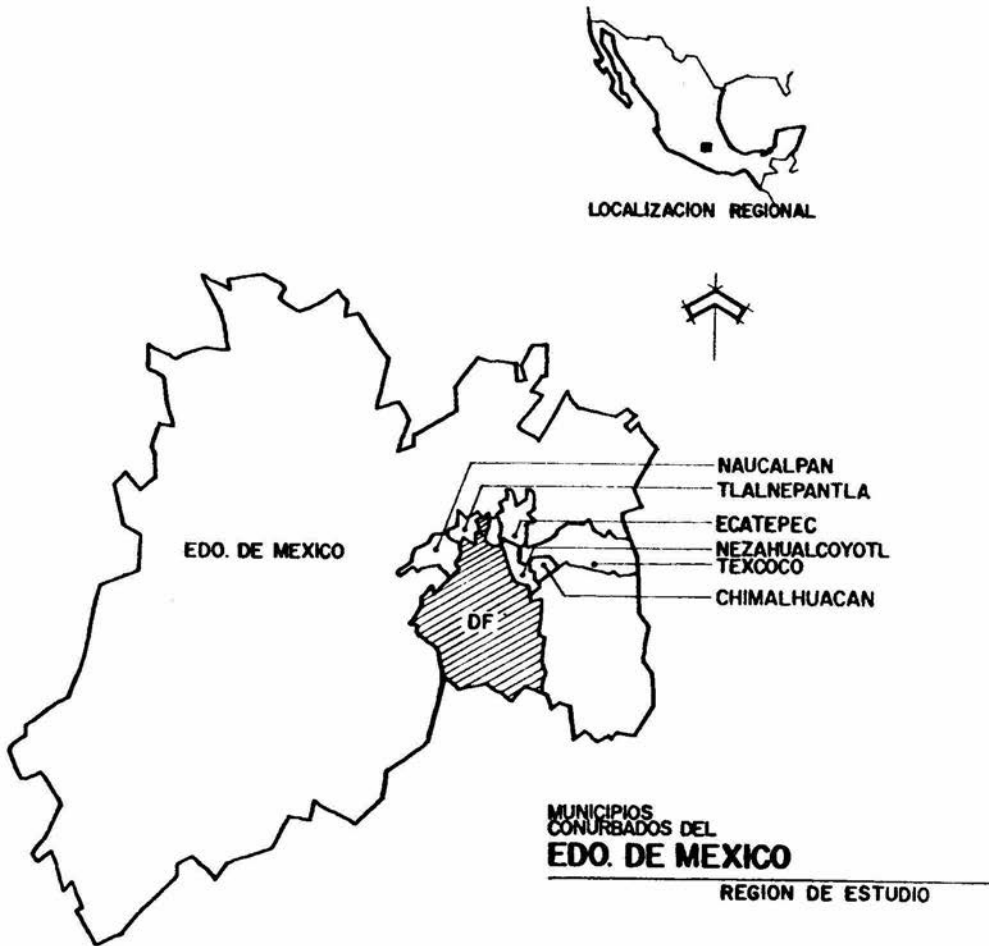 LOCALIZACION REGIONAL
NAUCALPAN
TLALNEPANTLA
ECATEPEC
NEZAHUALCOYOTL
TEXCOCO
CHIMALHUACAN
EDO. DE MEXICO
DF
MUNICIPIOS
CONURBADOS DEL
EDO. DE MEXICO
REGION DE ESTUDIO